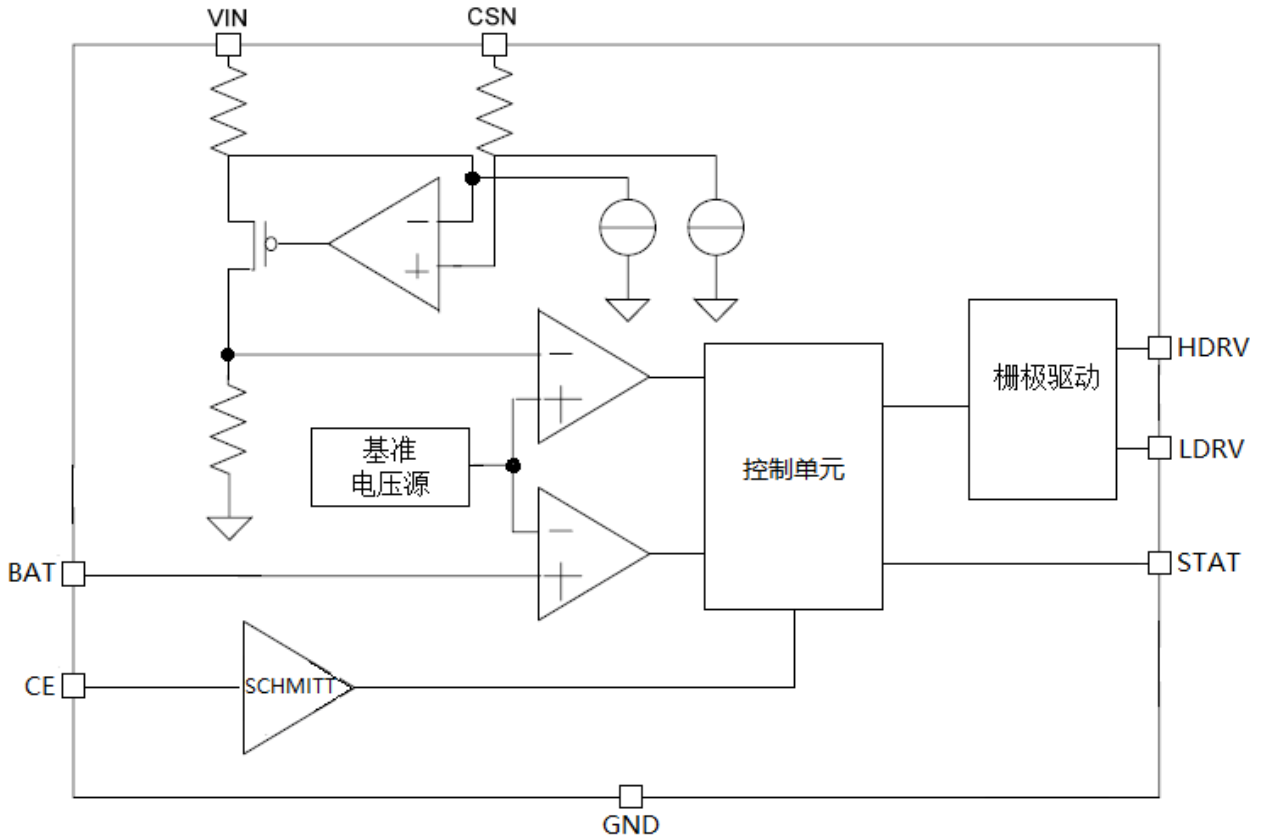 VIN
CSN
HDRV
栅极驱动
LDRV
基准
电压源
控制单元
STAT
BAT
CE
SCHMITT
GND